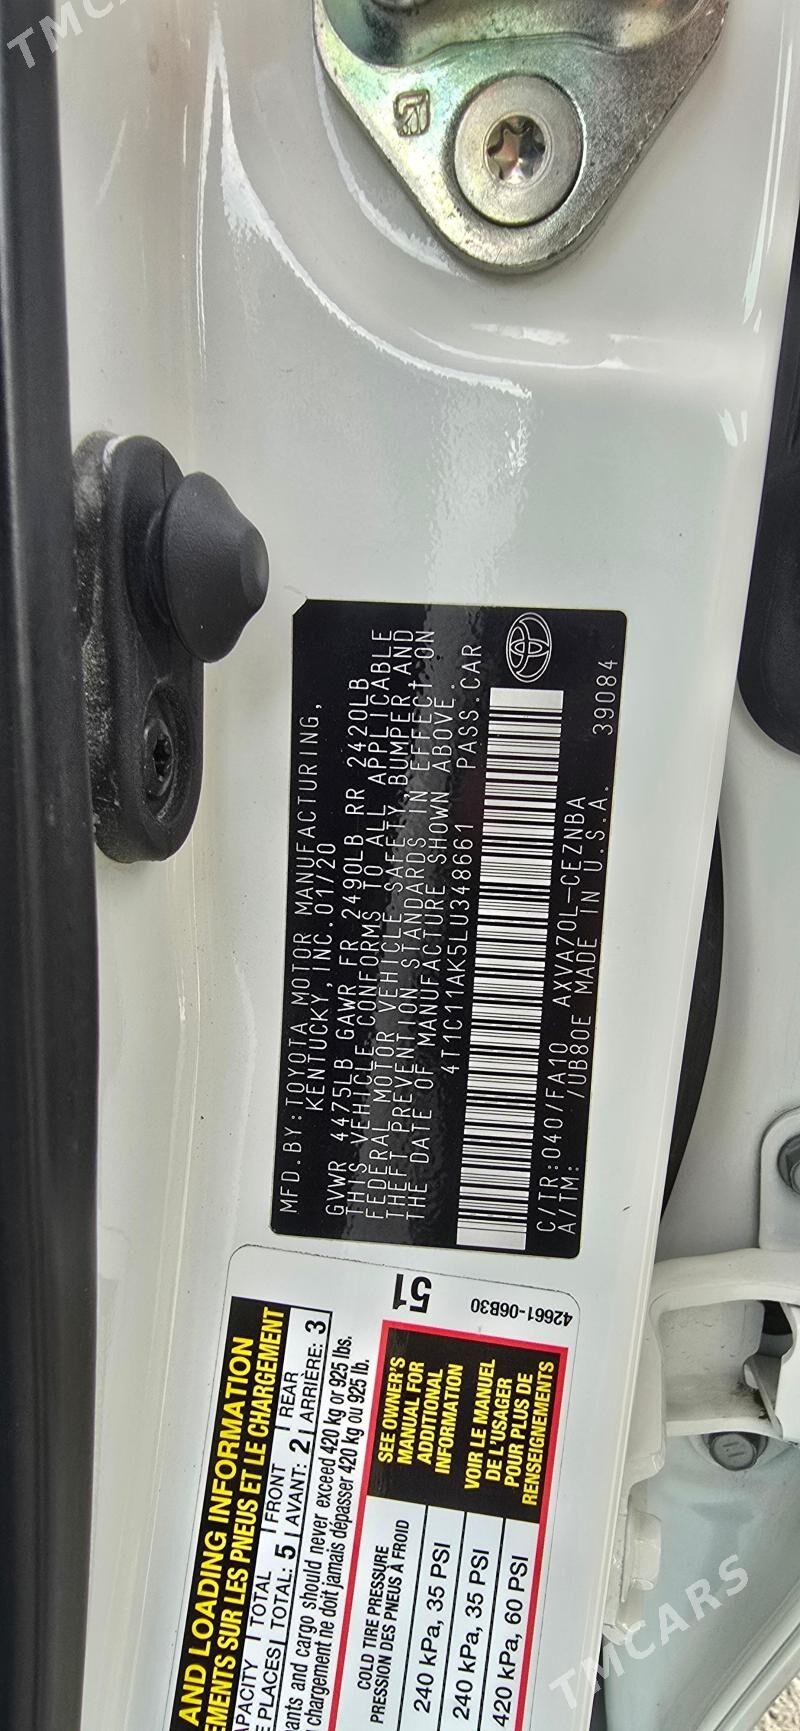 TMCARS
MFD.BY:TOYOTA MOTOR MANUFACTURING,
KENTUCKY,INC.01/20
GVWR 4475LB GAWR FR 2490LB RR 2420LB
THIS VEHICLE CONFORMS TO ALL APPLICABLE
FEDERAL MOTOR VEHICLE SAFETY,BUMPER,AND
THEFT PREVENTION STANDARDS IN EFFECT ON
THE DATE OF MANUFACTURE SHOWN ABOVE.
4T1C11AK5LU348661 PASS.CAR
C/TR:040/FA10 AXVA70L-CEZNBA
A/TM: /UB80E MADE IN U.S.A. 39084
AND LOADING INFORMATION
SUR LES PNEUS ET LE CHARGEMENT
TOTAL FRONT REAR
PLACES TOTAL: 5 AVANT: 2 ARRIÈRE: 3
and cargo should never exceed 420 kg or 925 lbs.
chargement ne doit jamais dépasser 420 kg ou 925 lb.
51
42661-06B30
COLD TIRE PRESSURE
PRESSION DES PNEUS À FROID
240 kPa, 35 PSI
240 kPa, 35 PSI
420 kPa, 60 PSI
SEE OWNER'S
MANUAL FOR
ADDITIONAL
INFORMATION
VOIR LE MANUEL
DE L'USAGER
POUR PLUS DE
RENSEIGNEMENTS
TMCARS